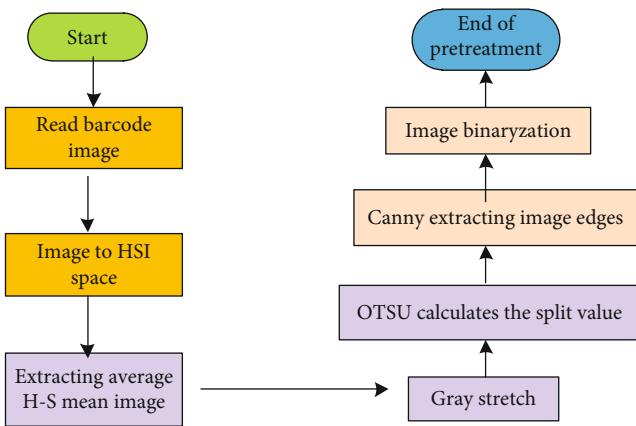 Start
Read barcode
image
Image to HSI
space
Extracting average
H-S mean image
Gray stretch
OTSU calculates the split value
Canny extracting image edges
Image binaryzation
End of
pretreatment